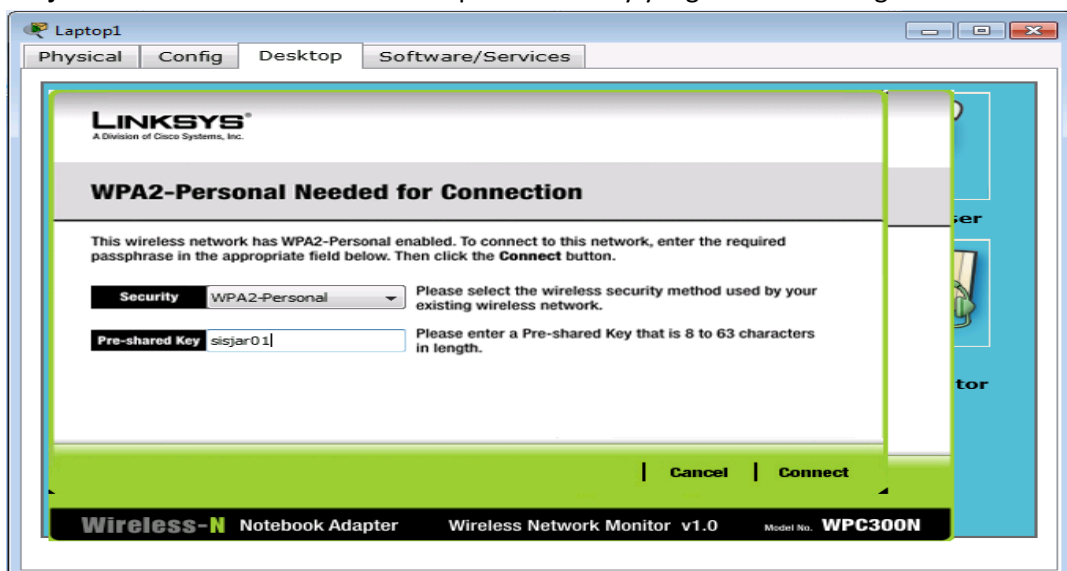 Laptop1
Physical Config Desktop Software/Services
LINKSYS®
A Division of Cisco Systems, Inc.
WPA2-Personal Needed for Connection
This wireless network has WPA2-Personal enabled. To connect to this network, enter the required
passphrase in the appropriate field below. Then click the Connect button.
Security WPA2-Personal Please select the wireless security method used by your
existing wireless network.
Pre-shared Key sisjar01 Please enter a Pre-shared Key that is 8 to 63 characters
in length.
Cancel Connect
Wireless-N Notebook Adapter Wireless Network Monitor v1.0 Model No. WPC300N
ser
tor